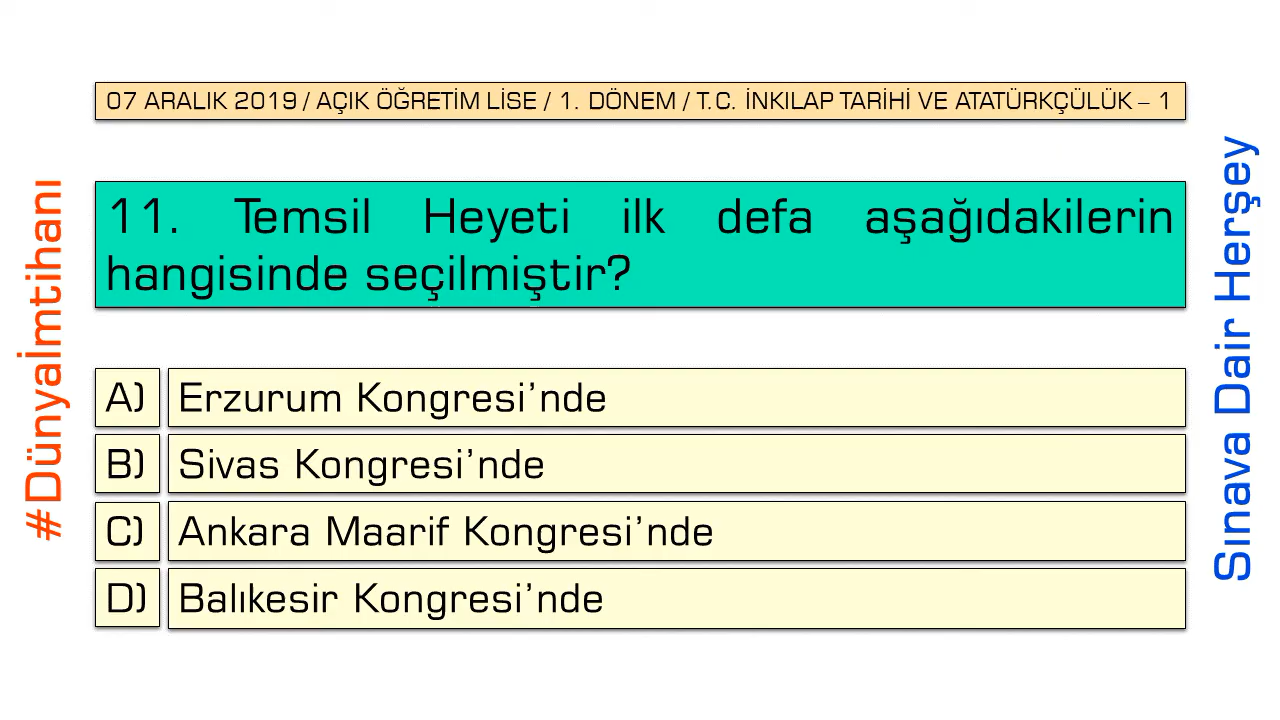 07 ARALIK 2019 / AÇIK ÖĞRETİM LİSE / 1. DÖNEM / T.C. İNKILAP TARİHİ VE ATATÜRKÇÜLÜK – 1
#Dünyaİmtihanı
11. Temsil Heyeti ilk defa aşağıdakilerin
hangisinde seçilmiştir?
A) Erzurum Kongresi’nde
B) Sivas Kongresi’nde
C) Ankara Maarif Kongresi’nde
D) Balıkesir Kongresi’nde
Sınava Dair Herşey